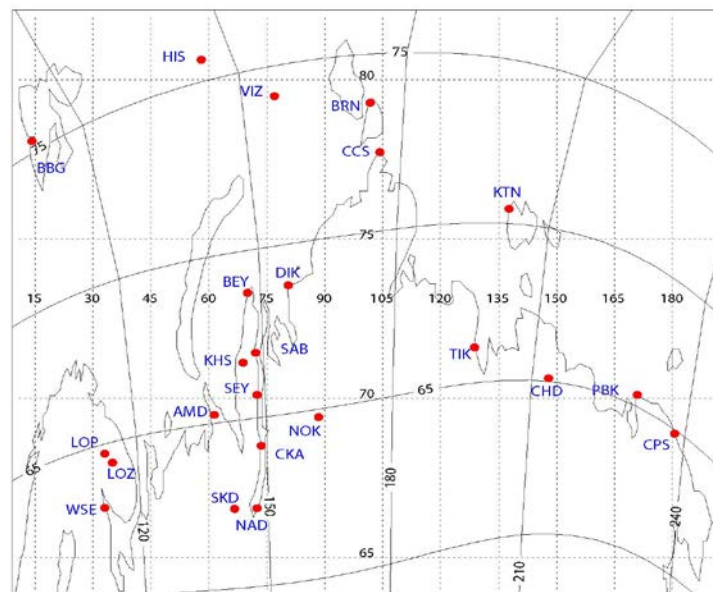 HIS
75
80
VIZ
BRN
CCS
75
BBG
KTN
75
BEY
DIK
15 30 45 60 75 90 105 120 135 150 165 180
SAB
KHS
TIK
SEY
70
65
CHD
PBK
AMD
NOK
LOP
CKA
CPS
65
LOZ
WSE
SKD
NAD
150
180
120
240
65
210